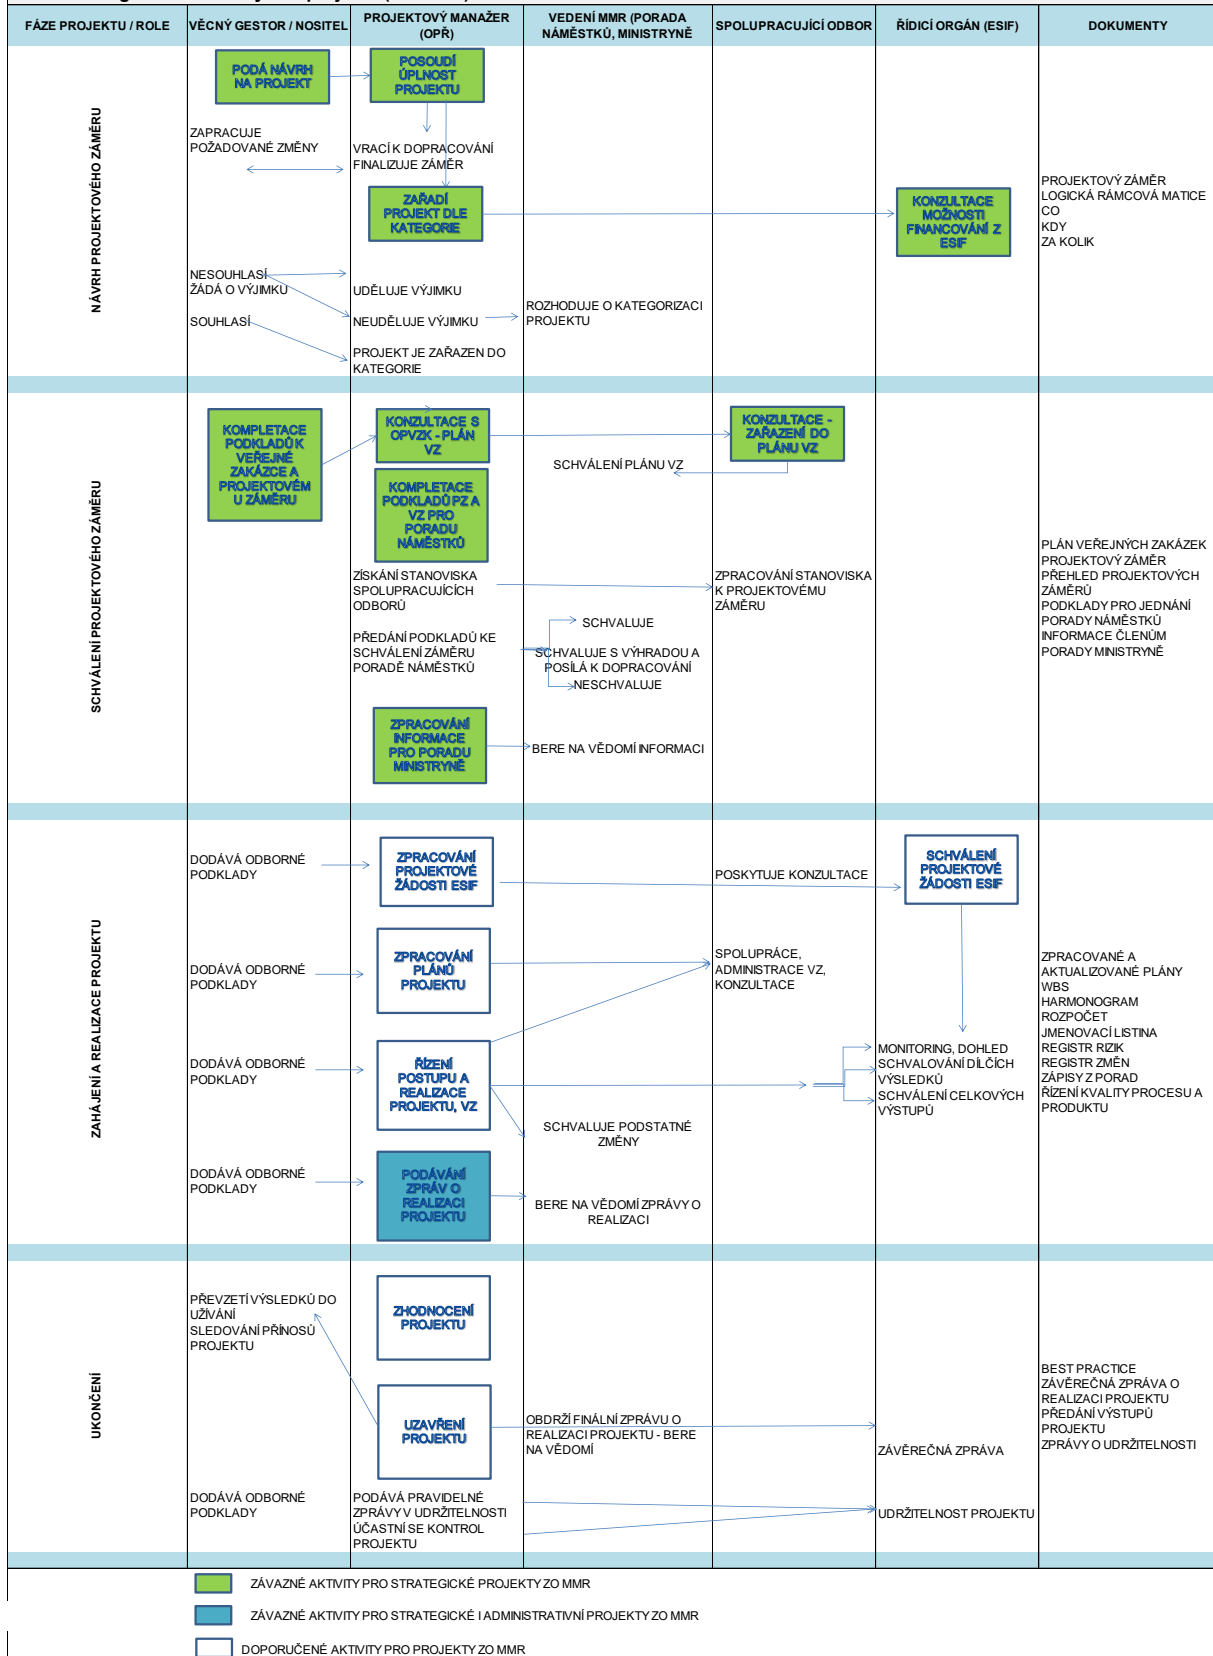 FÁZE PROJEKTU / ROLE
VĚCNÝ GESTOR / NOSITEL
PROJEKTOVÝ MANAŽER
(OPŘ)
VEDENÍ MMR (PORADA
NÁMĚSTKŮ, MINISTRYNĚ
SPOLUPRACUJÍCÍ ODBOR
ŘÍDICÍ ORGÁN (ESIF)
DOKUMENTY
NÁVRH PROJEKTOVÉHO ZÁMĚRU
PODÁ NÁVRH
NA PROJEKT
POSOUDÍ
ÚPLNOST
PROJEKTU
ZAPRACUJE
POŽADOVANÉ ZMĚNY
VRACÍ K DOPRACOVÁNÍ
FINALIZUJE ZÁMĚR
ZAŘADÍ
PROJEKT DLE
KATEGORIE
KONZULTACE
MOŽNOSTI
FINANCOVÁNÍ Z
ESIF
PROJEKTOVÝ ZÁMĚR
LOGICKÁ RÁMCOVÁ MATICE
CO
KDY
ZA KOLIK
NESOUHLASÍ
ŽÁDÁ O VÝJIMKU
UDĚLUJE VÝJIMKU
SOUHLASÍ
NEUDĚLUJE VÝJIMKU
ROZHODUJE O KATEGORIZACI
PROJEKTU
PROJEKT JE ZAŘAZEN DO
KATEGORIE
SCHVÁLENÍ PROJEKTOVÉHO ZÁMĚRU
KOMPLETACE
PODKLADŮ K
VEŘEJNÉ
ZAKÁZCE A
PROJEKTOVÉM
U ZÁMĚRU
KONZULTACE S
OPVZK - PLÁN
VZ
KONZULTACE -
ZAŘAZENÍ DO
PLÁNU VZ
SCHVÁLENÍ PLÁNU VZ
KOMPLETACE
PODKLADŮ PZ A
VZ PRO
PORADU
NÁMĚSTKŮ
ZÍSKÁNÍ STANOVISKA
SPOLUPRACUJÍCÍCH
ODBORŮ
ZPRACOVÁNÍ STANOVISKA
K PROJEKTOVÉMU
ZÁMĚRU
PLÁN VEŘEJNÝCH ZAKÁZEK
PROJEKTOVÝ ZÁMĚR
PŘEHLED PROJEKTOVÝCH
ZÁMĚRŮ
PODKLADY PRO JEDNÁNÍ
PORADY NÁMĚSTKŮ
INFORMACE ČLENŮM
PORADY MINISTRYNĚ
PŘEDÁNÍ PODKLADŮ KE
SCHVÁLENÍ ZÁMĚRU
PORADĚ NÁMĚSTKŮ
SCHVALUJE
SCHVALUJE S VÝHRADOU A
POSÍLÁ K DOPRACOVÁNÍ
NESCHVALUJE
ZPRACOVÁNÍ
INFORMACE
PRO PORADU
MINISTRYNĚ
BERE NA VĚDOMÍ INFORMACI
ZAHÁJENÍ A REALIZACE PROJEKTU
DODÁVÁ ODBORNÉ
PODKLADY
ZPRACOVÁNÍ
PROJEKTOVÉ
ŽÁDOSTI ESIF
POSKYTUJE KONZULTACE
SCHVÁLENÍ
PROJEKTOVÉ
ŽÁDOSTI ESIF
DODÁVÁ ODBORNÉ
PODKLADY
ZPRACOVÁNÍ
PLÁNŮ
PROJEKTU
SPOLUPRÁCE,
ADMINISTRACE VZ,
KONZULTACE
ZPRACOVANÉ A
AKTUALIZOVANÉ PLÁNY
WBS
HARMONOGRAM
ROZPOČET
JMENOVACÍ LISTINA
REGISTR RIZIK
REGISTR ZMĚN
ZÁPISY Z PORAD
ŘÍZENÍ KVALITY PROCESU A
PRODUKTU
DODÁVÁ ODBORNÉ
PODKLADY
ŘÍZENÍ
POSTUPU A
REALIZACE
PROJEKTU, VZ
MONITORING, DOHLED
SCHVALOVÁNÍ DÍLČÍCH
VÝSLEDKŮ
SCHVÁLENÍ CELKOVÝCH
VÝSTUPŮ
SCHVALUJE PODSTATNÉ
ZMĚNY
DODÁVÁ ODBORNÉ
PODKLADY
PODÁVÁNÍ
ZPRÁV O
REALIZACI
PROJEKTU
BERE NA VĚDOMÍ ZPRÁVY O
REALIZACI
UKONČENÍ
PŘEVZETÍ VÝSLEDKŮ DO
UŽÍVÁNÍ
SLEDOVÁNÍ PŘÍNOSŮ
PROJEKTU
ZHODNOCENÍ
PROJEKTU
UZAVŘENÍ
PROJEKTU
OBDRŽÍ FINÁLNÍ ZPRÁVU O
REALIZACI PROJEKTU - BERE
NA VĚDOMÍ
ZÁVĚREČNÁ ZPRÁVA
BEST PRACTICE
ZÁVĚREČNÁ ZPRÁVA O
REALIZACI PROJEKTU
PŘEDÁNÍ VÝSTUPŮ
PROJEKTU
ZPRÁVY O UDRŽITELNOSTI
DODÁVÁ ODBORNÉ
PODKLADY
PODÁVÁ PRAVIDELNÉ
ZPRÁVY V UDRŽITELNOSTI
ÚČASTNÍ SE KONTROL
PROJEKTU
UDRŽITELNOST PROJEKTU
ZÁVAZNÉ AKTIVITY PRO STRATEGICKÉ PROJEKTY ZO MMR
ZÁVAZNÉ AKTIVITY PRO STRATEGICKÉ I ADMINISTRATIVNÍ PROJEKTY ZO MMR
DOPORUČENÉ AKTIVITY PRO PROJEKTY ZO MMR